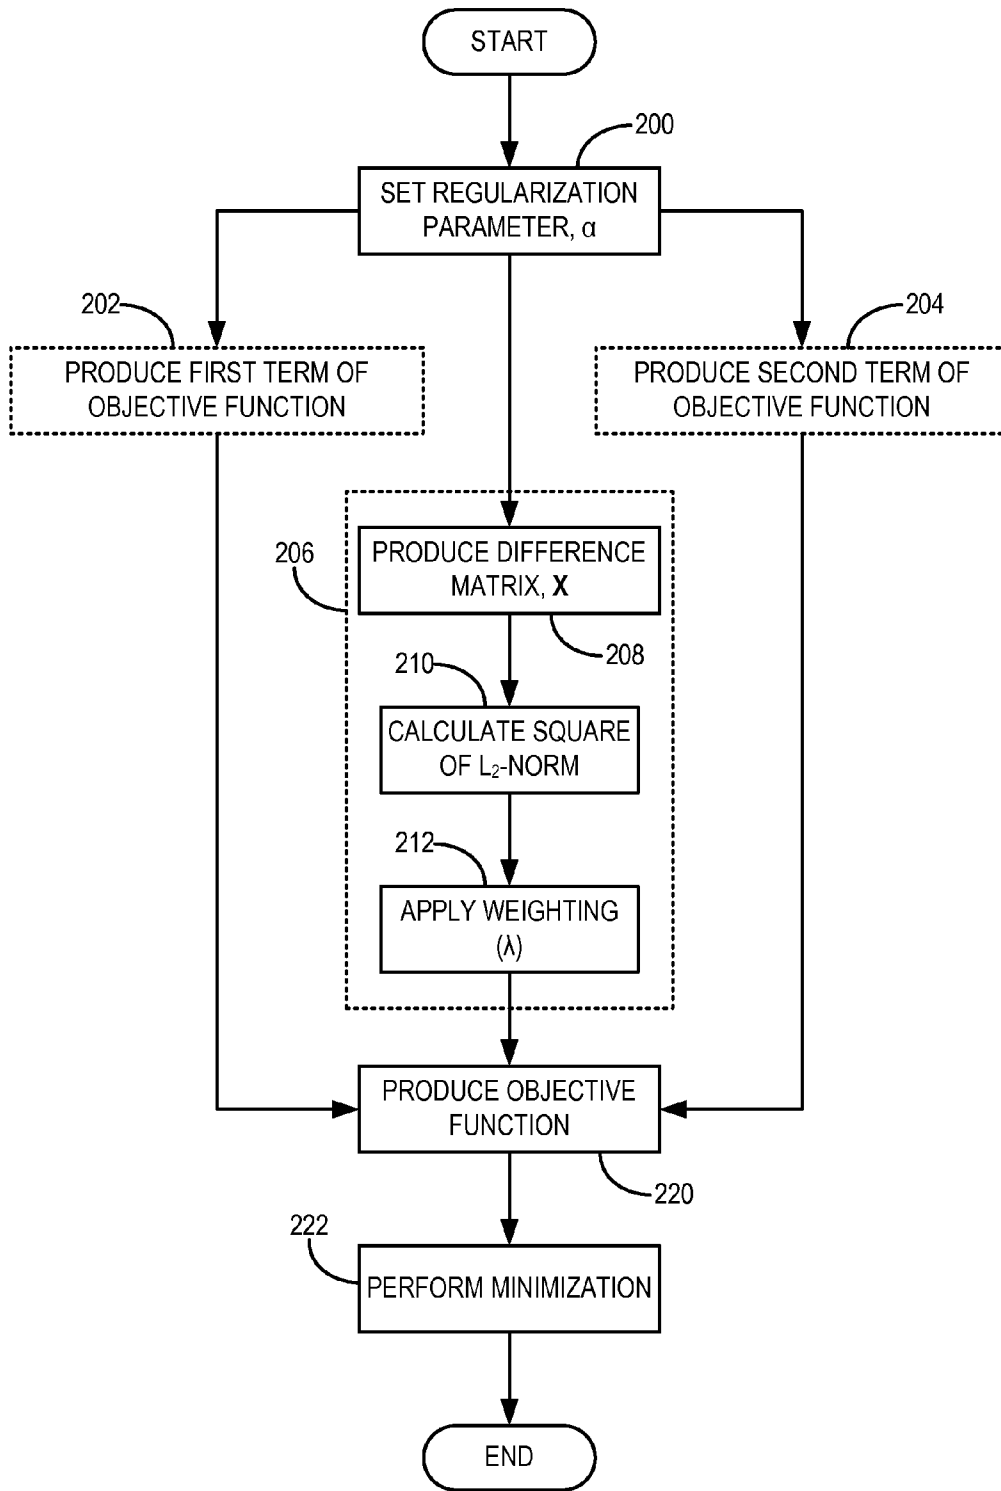 START
200
SET REGULARIZATION
PARAMETER, α
202
204
PRODUCE FIRST TERM OF
OBJECTIVE FUNCTION
PRODUCE SECOND TERM OF
OBJECTIVE FUNCTION
206
PRODUCE DIFFERENCE
MATRIX, X
208
210
CALCULATE SQUARE
OF L₂-NORM
212
APPLY WEIGHTING
(λ)
PRODUCE OBJECTIVE
FUNCTION
220
222
PERFORM MINIMIZATION
END